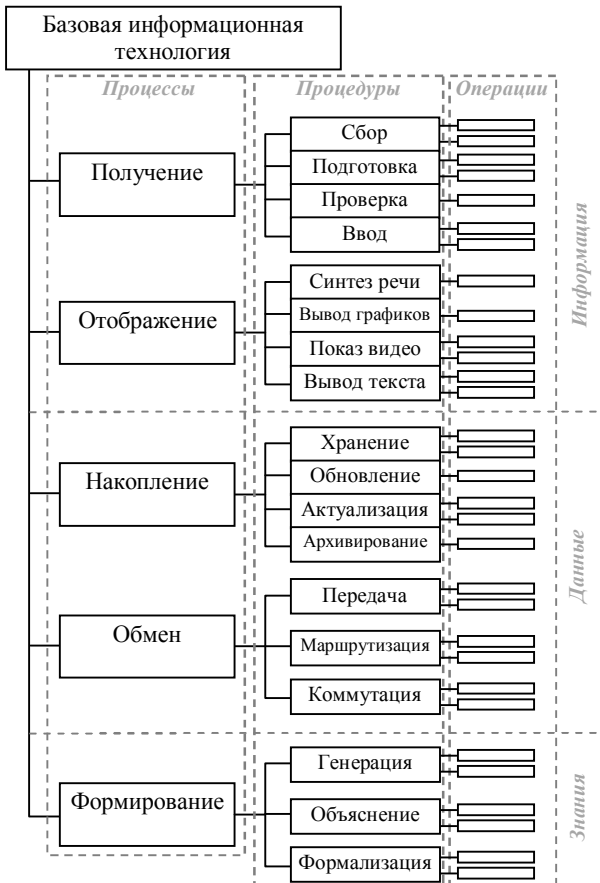 Базовая информационная
технология
Процессы
Процедуры
Операции
Получение
Сбор
Подготовка
Проверка
Ввод
Информация
Отображение
Синтез речи
Вывод графиков
Показ видео
Вывод текста
Накопление
Хранение
Обновление
Актуализация
Архивирование
Данные
Обмен
Передача
Маршрутизация
Коммутация
Формирование
Генерация
Объяснение
Формализация
Знания